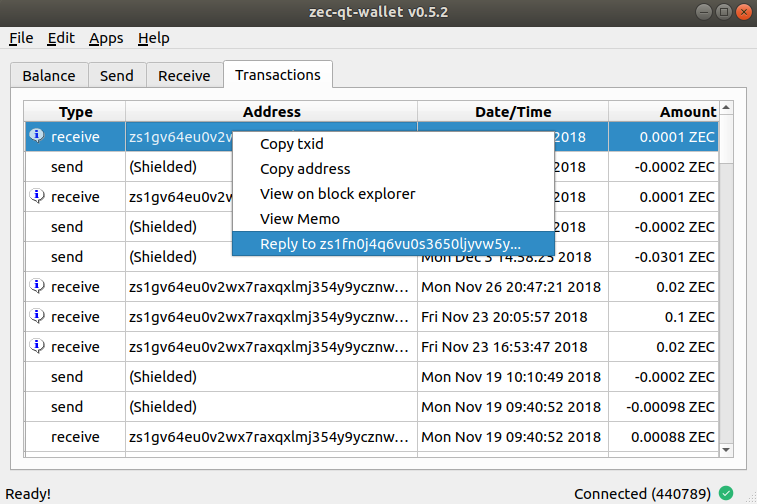 zec-qt-wallet v0.5.2
File Edit Apps Help
Balance Send Receive Transactions
Type Address Date/Time Amount
receive 2018 0.0001 ZEC
send (Shielded) 2018 -0.0002 ZEC
receive 2018 0.0001 ZEC
send (Shielded) 2018 -0.0002 ZEC
send (Shielded) Mon Dec 3 14:58:23 2018 -0.0301 ZEC
Copy txid
Copy address
View on block explorer
View Memo
Reply to zs1fn0j4q6vu0s3650ljyvw5y...
receive zs1gv64eu0v2wx7raxqxlmj354y9ycznw... Mon Nov 26 20:47:21 2018 0.02 ZEC
receive zs1gv64eu0v2wx7raxqxlmj354y9ycznw... Fri Nov 23 20:05:57 2018 0.1 ZEC
receive zs1gv64eu0v2wx7raxqxlmj354y9ycznw... Fri Nov 23 16:53:47 2018 0.02 ZEC
send (Shielded) Mon Nov 19 10:10:49 2018 -0.0002 ZEC
send (Shielded) Mon Nov 19 09:40:52 2018 -0.00098 ZEC
receive zs1gv64eu0v2wx7raxqxlmj354y9ycznw... Mon Nov 19 09:40:52 2018 0.00088 ZEC
Ready! Connected (440789)